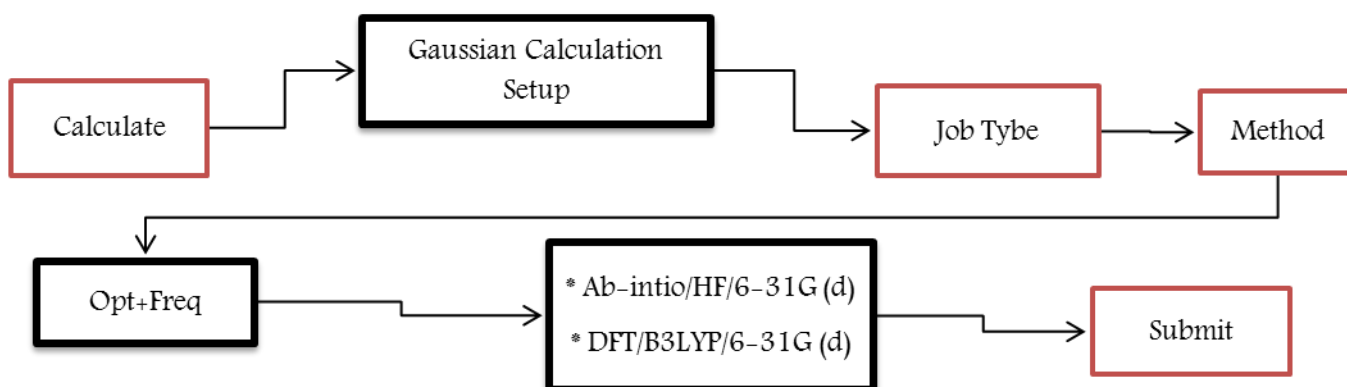 Calculate
Gaussian Calculation
Setup
Job Tybe
Method
Opt+Freq
* Ab-intio/HF/6-31G (d)
* DFT/B3LYP/6-31G (d)
Submit